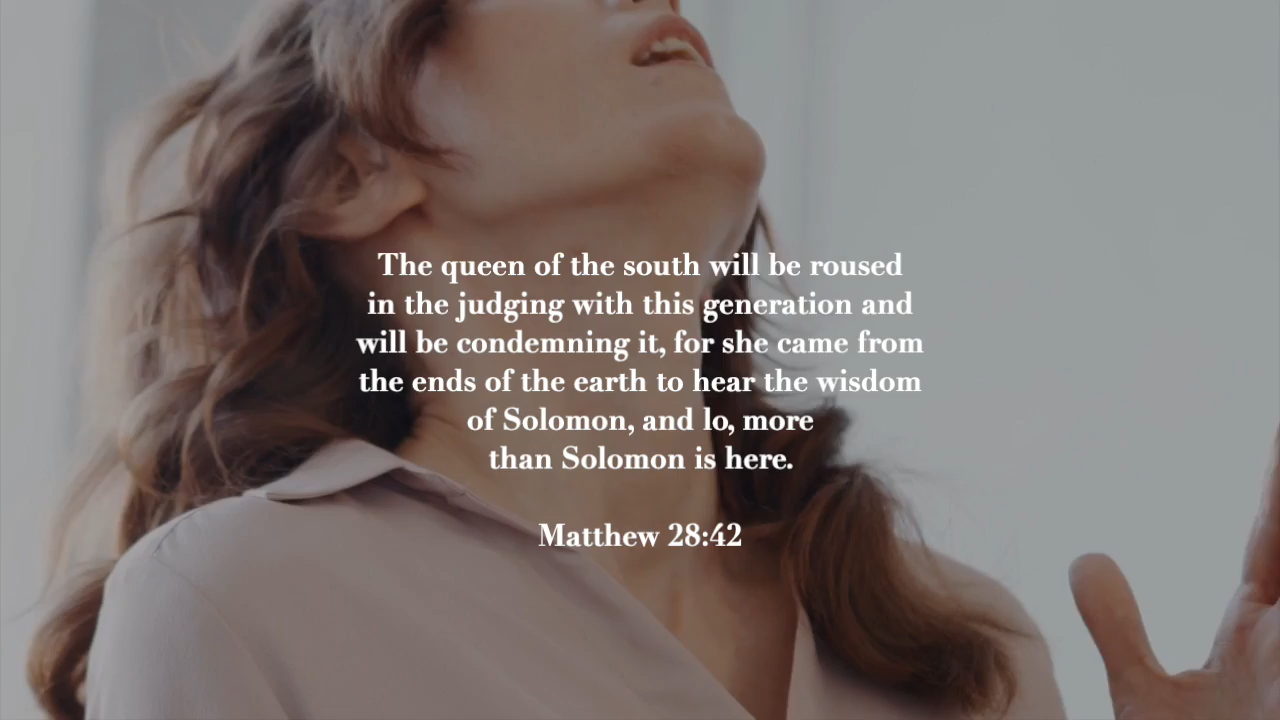 The queen of the south will be roused
in the judging with this generation and
will be condemning it, for she came from
the ends of the earth to hear the wisdom
of Solomon, and lo, more
than Solomon is here.
Matthew 28:42